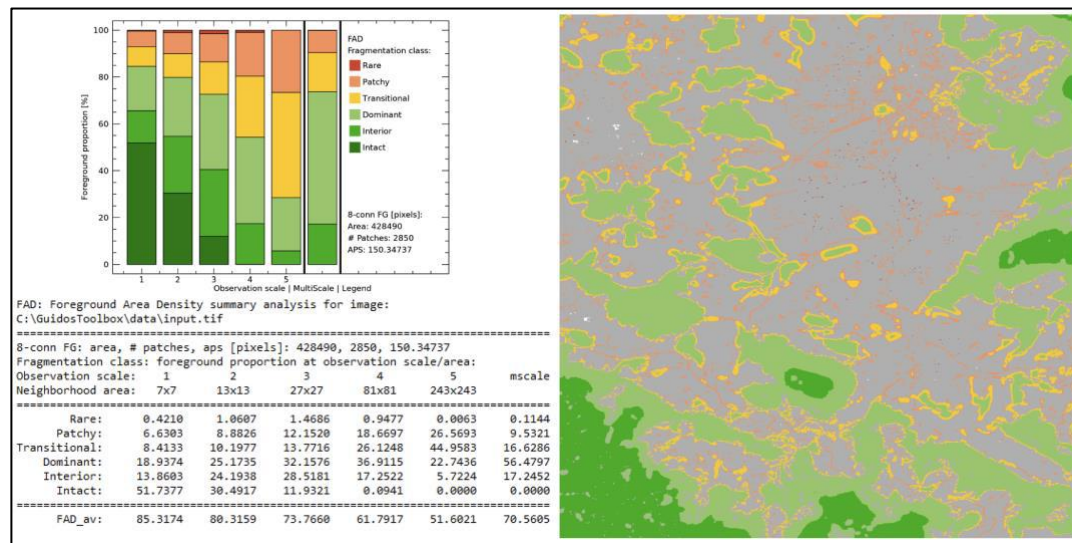 100
80
60
40
20
0
Foreground proportion [%]
1 2 3 4 5
Observation scale | MultiScale | Legend
FAD
Fragmentation class:
Rare
Patchy
Transitional
Dominant
Interior
Intact
8-conn FG [pixels]:
Area: 428490
# Patches: 2850
APS: 150.34737
FAD: Foreground Area Density summary analysis for image:
C:\GuidosToolbox\data\input.tif
8-conn FG: area, # patches, aps [pixels]: 428490, 2850, 150.34737
Fragmentation class: foreground proportion at observation scale/area:
Observation scale: 1 2 3 4 5 mscale
Neighborhood area: 7x7 13x13 27x27 81x81 243x243
Rare: 0.4210 1.0607 1.4686 0.9477 0.0063 0.1144
Patchy: 6.6303 8.8826 12.1520 18.6697 26.5693 9.5321
Transitional: 8.4133 10.1977 13.7716 26.1248 44.9583 16.6286
Dominant: 18.9374 25.1735 32.1576 36.9115 22.7436 56.4797
Interior: 13.8603 24.1938 28.5181 17.2522 5.7224 17.2452
Intact: 51.7377 30.4917 11.9321 0.0941 0.0000 0.0000
FAD_av: 85.3174 80.3159 73.7660 61.7917 51.6021 70.5605